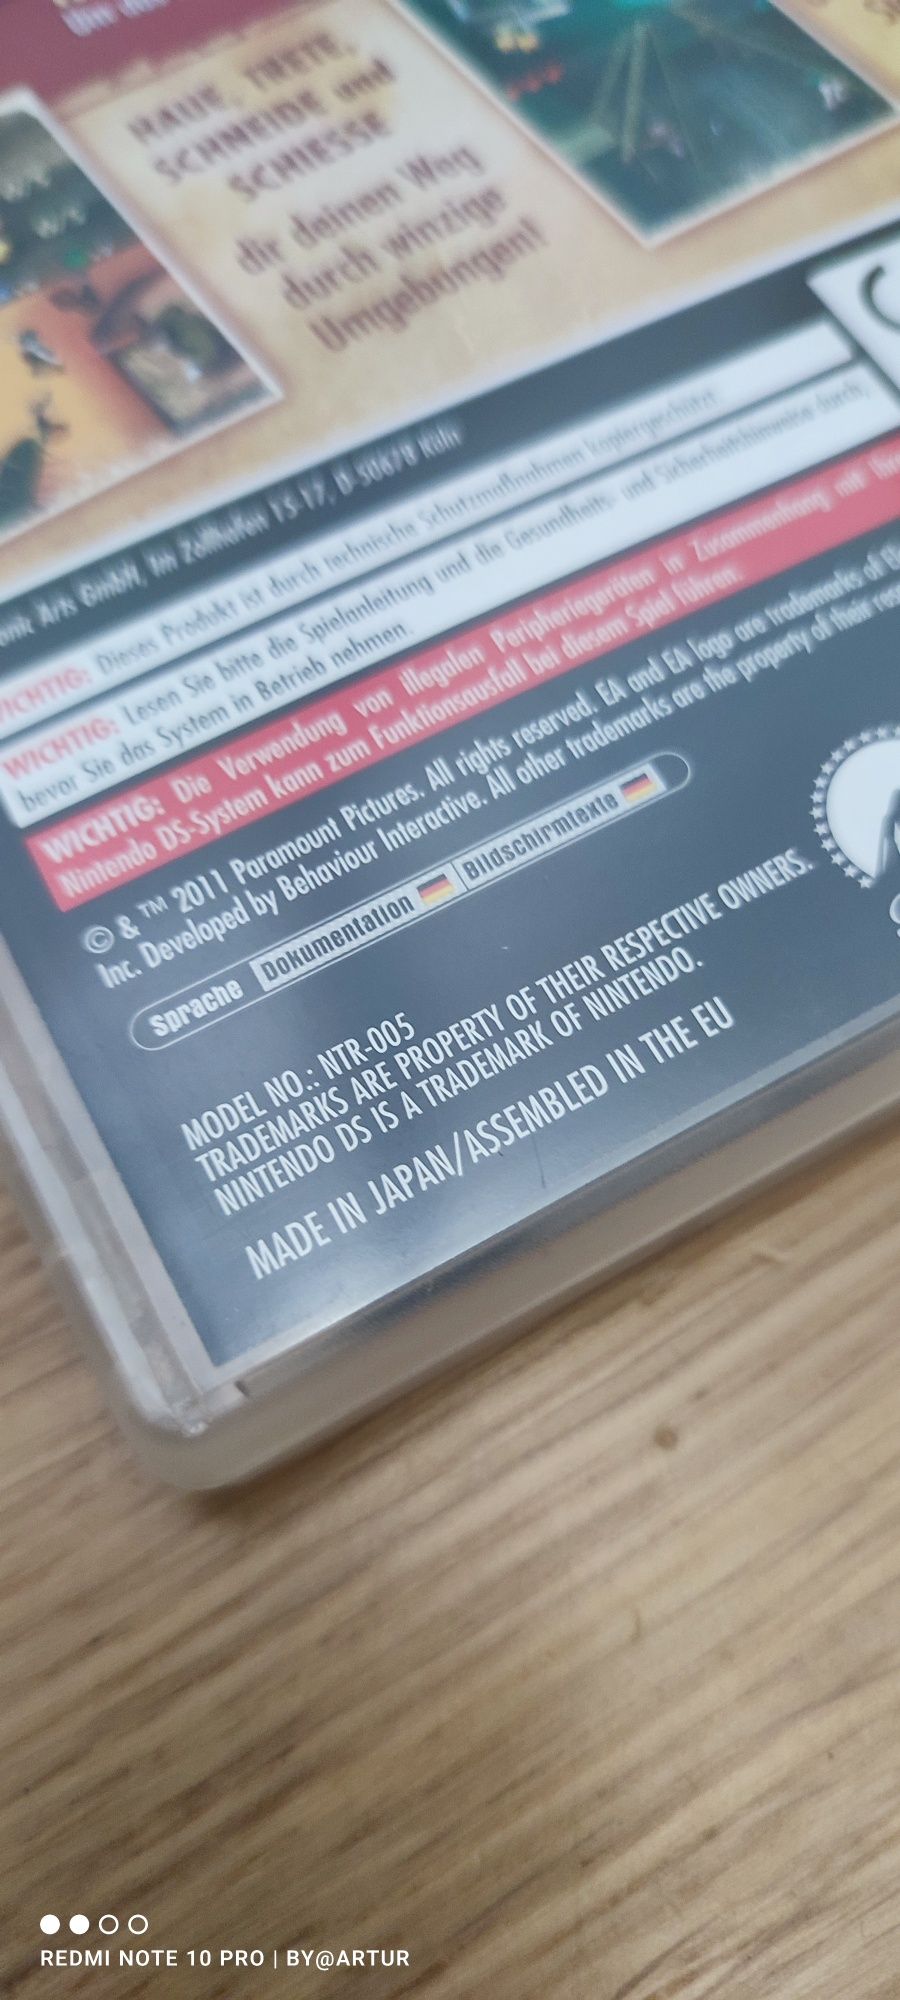 HAUE, TRETE,
SCHNEIDE und
SCHIESSE
dir deinen Weg
durch winzige
Umgebungen!
Arts GmbH, Im Zollhafen 15-17, D-50678 Köln
WICHTIG: Dieses Produkt ist durch technische Schutzmaßnahmen kopiergeschützt.
WICHTIG: Lesen Sie bitte die Spielanleitung und die Gesundheits- und Sicherheitshinweise durch,
bevor Sie das System in Betrieb nehmen.
WICHTIG: Die Verwendung von illegalen Peripheriegeräten in Zusammenhang mit
Nintendo DS-System kann zum Funktionsausfall bei diesem Spiel führen.
© & ™ 2011 Paramount Pictures. All rights reserved. EA and EA logo are trademarks of
Inc. Developed by Behaviour Interactive. All other trademarks are the property of their
Sprache Dokumentation Bildschirmtexte
MODEL NO.: NTR-005
TRADEMARKS ARE PROPERTY OF THEIR RESPECTIVE OWNERS.
NINTENDO DS IS A TRADEMARK OF NINTENDO.
MADE IN JAPAN/ASSEMBLED IN THE EU
REDMI NOTE 10 PRO | BY@ARTUR